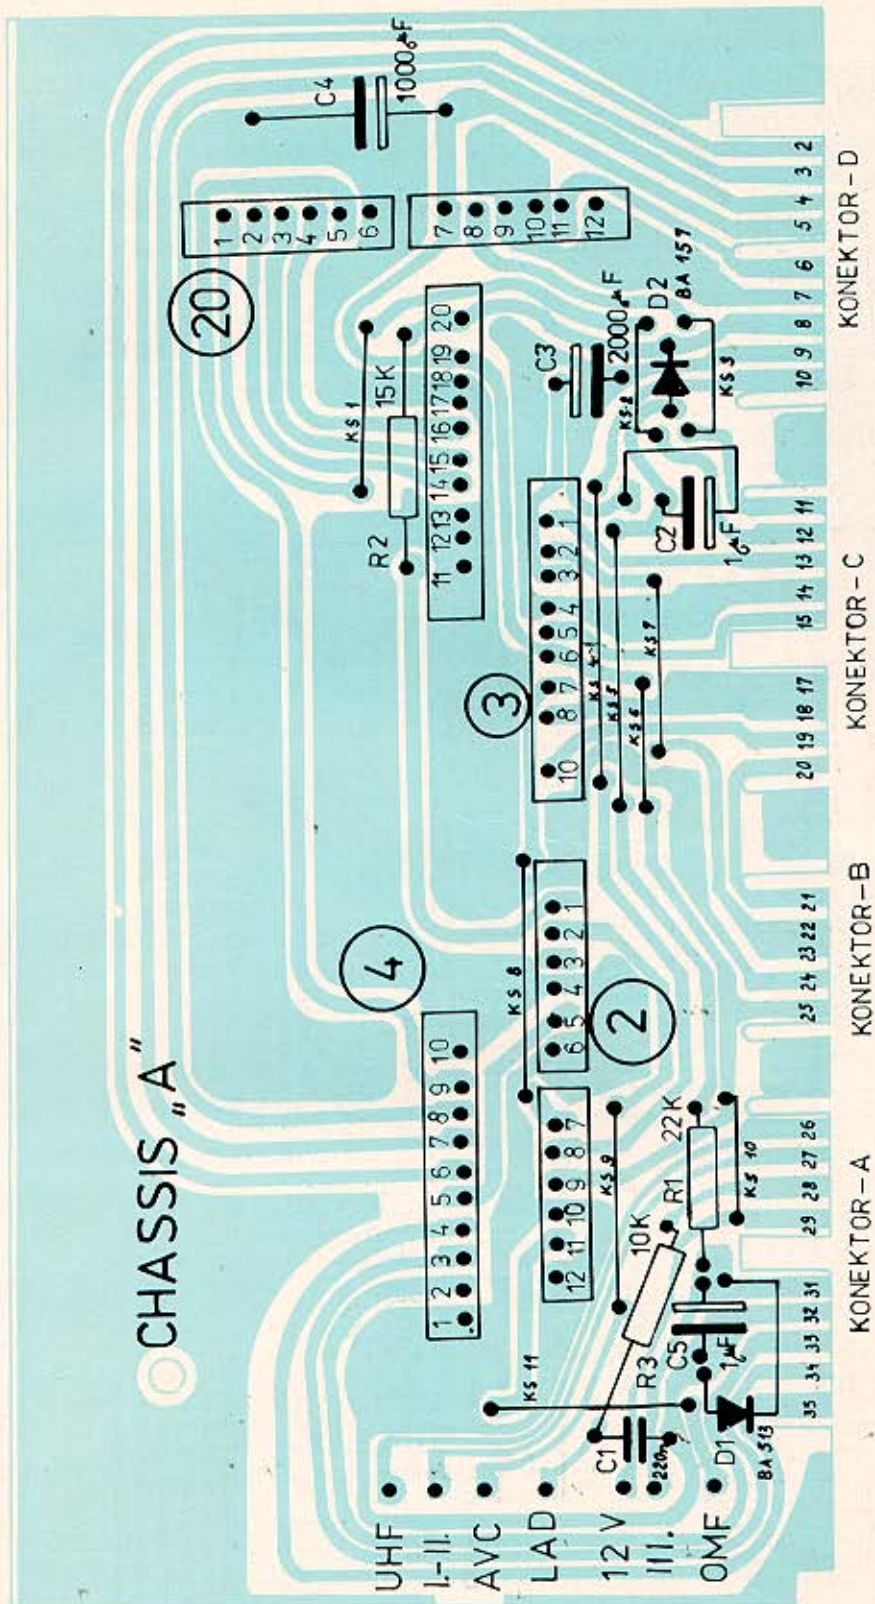 CHASSIS „A"
UHF
I.-II.
AVC
LAD
12 V
III.
OMF
4
1 2 3 4 5 6 7 8 9 10
20
1 2 3 4 5 6
7 8 9 10 11 12
C4
1000µF
KS 1
15K
R2
11 12 13 14 15 16 17 18 19 20
3
10 8 7 6 5 4 3 2 1
C3
2000µF
KS 2
D2
BA 157
KS 3
C2
1µF
KS 4
KS 5
KS 6
KS 7
KS 8
2
6 5 4 3 2 1
12 11 10 9 8 7
KS 9
R1
22K
KS 10
10K
R3
KS 11
C1
220n
C5
1µF
D1
BA 513
35 34 33 32 31
29 28 27 26
25 24 23 22 21
20 19 18 17
15 14 13 12 11
10 9 8 7 6 5 4 3 2
KONEKTOR-A
KONEKTOR-B
KONEKTOR-C
KONEKTOR-D